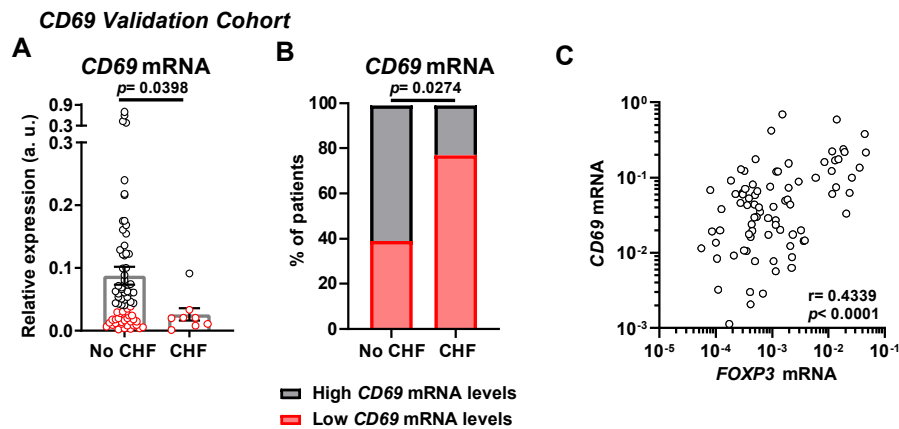 CD69 Validation Cohort
A
CD69 mRNA
p= 0.0398
Relative expression (a. u.)
0.9
0.3
0.3
0.2
0.1
0.0
No CHF
CHF
B
CD69 mRNA
p= 0.0274
% of patients
100
80
60
40
20
0
No CHF
CHF
High CD69 mRNA levels
Low CD69 mRNA levels
C
CD69 mRNA
10⁰
10⁻¹
10⁻²
10⁻³
r= 0.4339
p< 0.0001
10⁻⁵
10⁻⁴
10⁻³
10⁻²
10⁻¹
FOXP3 mRNA